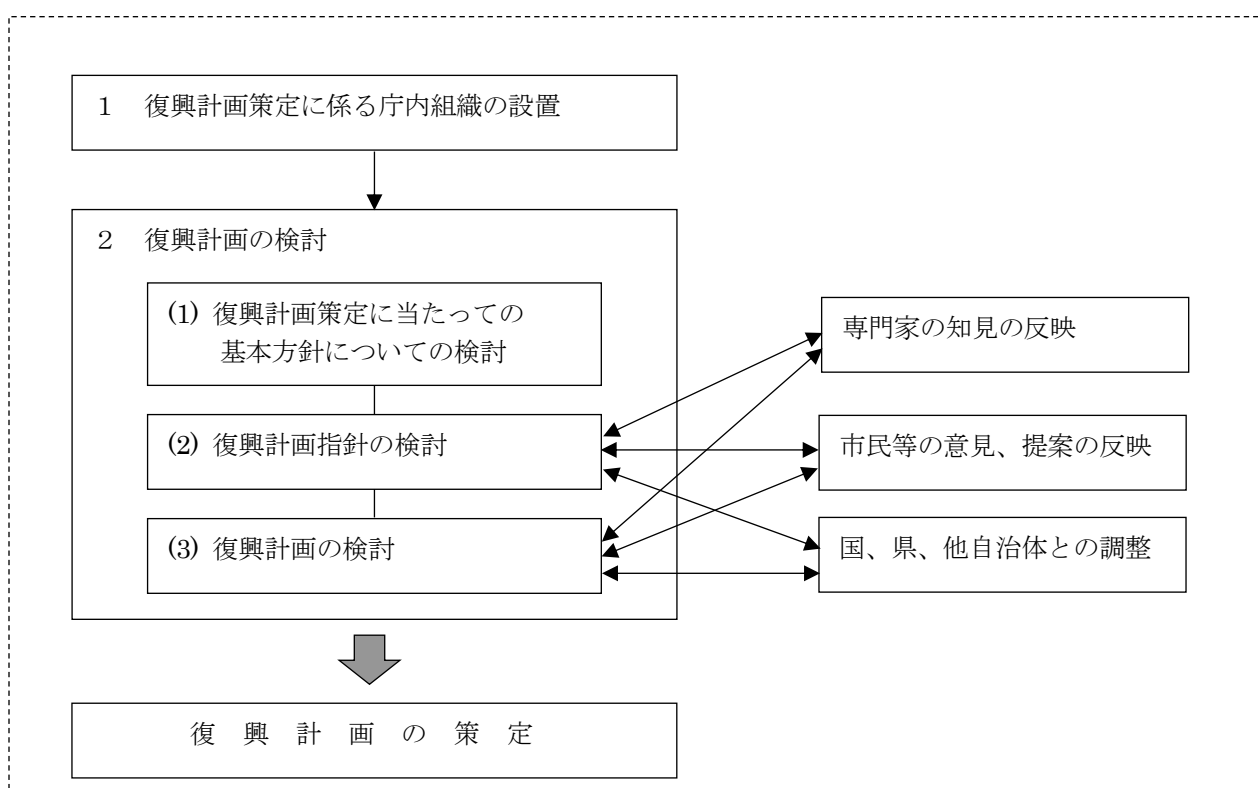 １　復興計画策定に係る庁内組織の設置
２　復興計画の検討
(1) 復興計画策定に当たっての
基本方針についての検討
(2) 復興計画指針の検討
(3) 復興計画の検討
専門家の知見の反映
市民等の意見、提案の反映
国、県、他自治体との調整
復　興　計　画　の　策　定